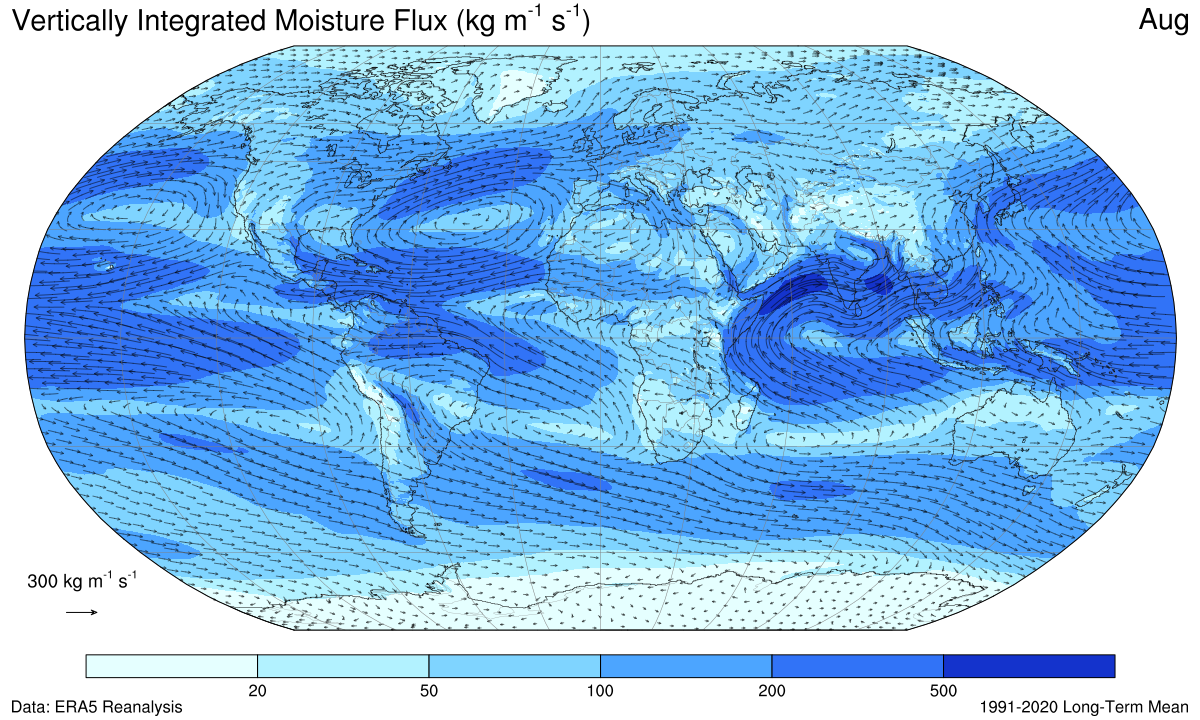 Vertically Integrated Moisture Flux (kg m⁻¹ s⁻¹)
Aug
300 kg m⁻¹ s⁻¹
20 50 100 200 500
Data: ERA5 Reanalysis
1991-2020 Long-Term Mean